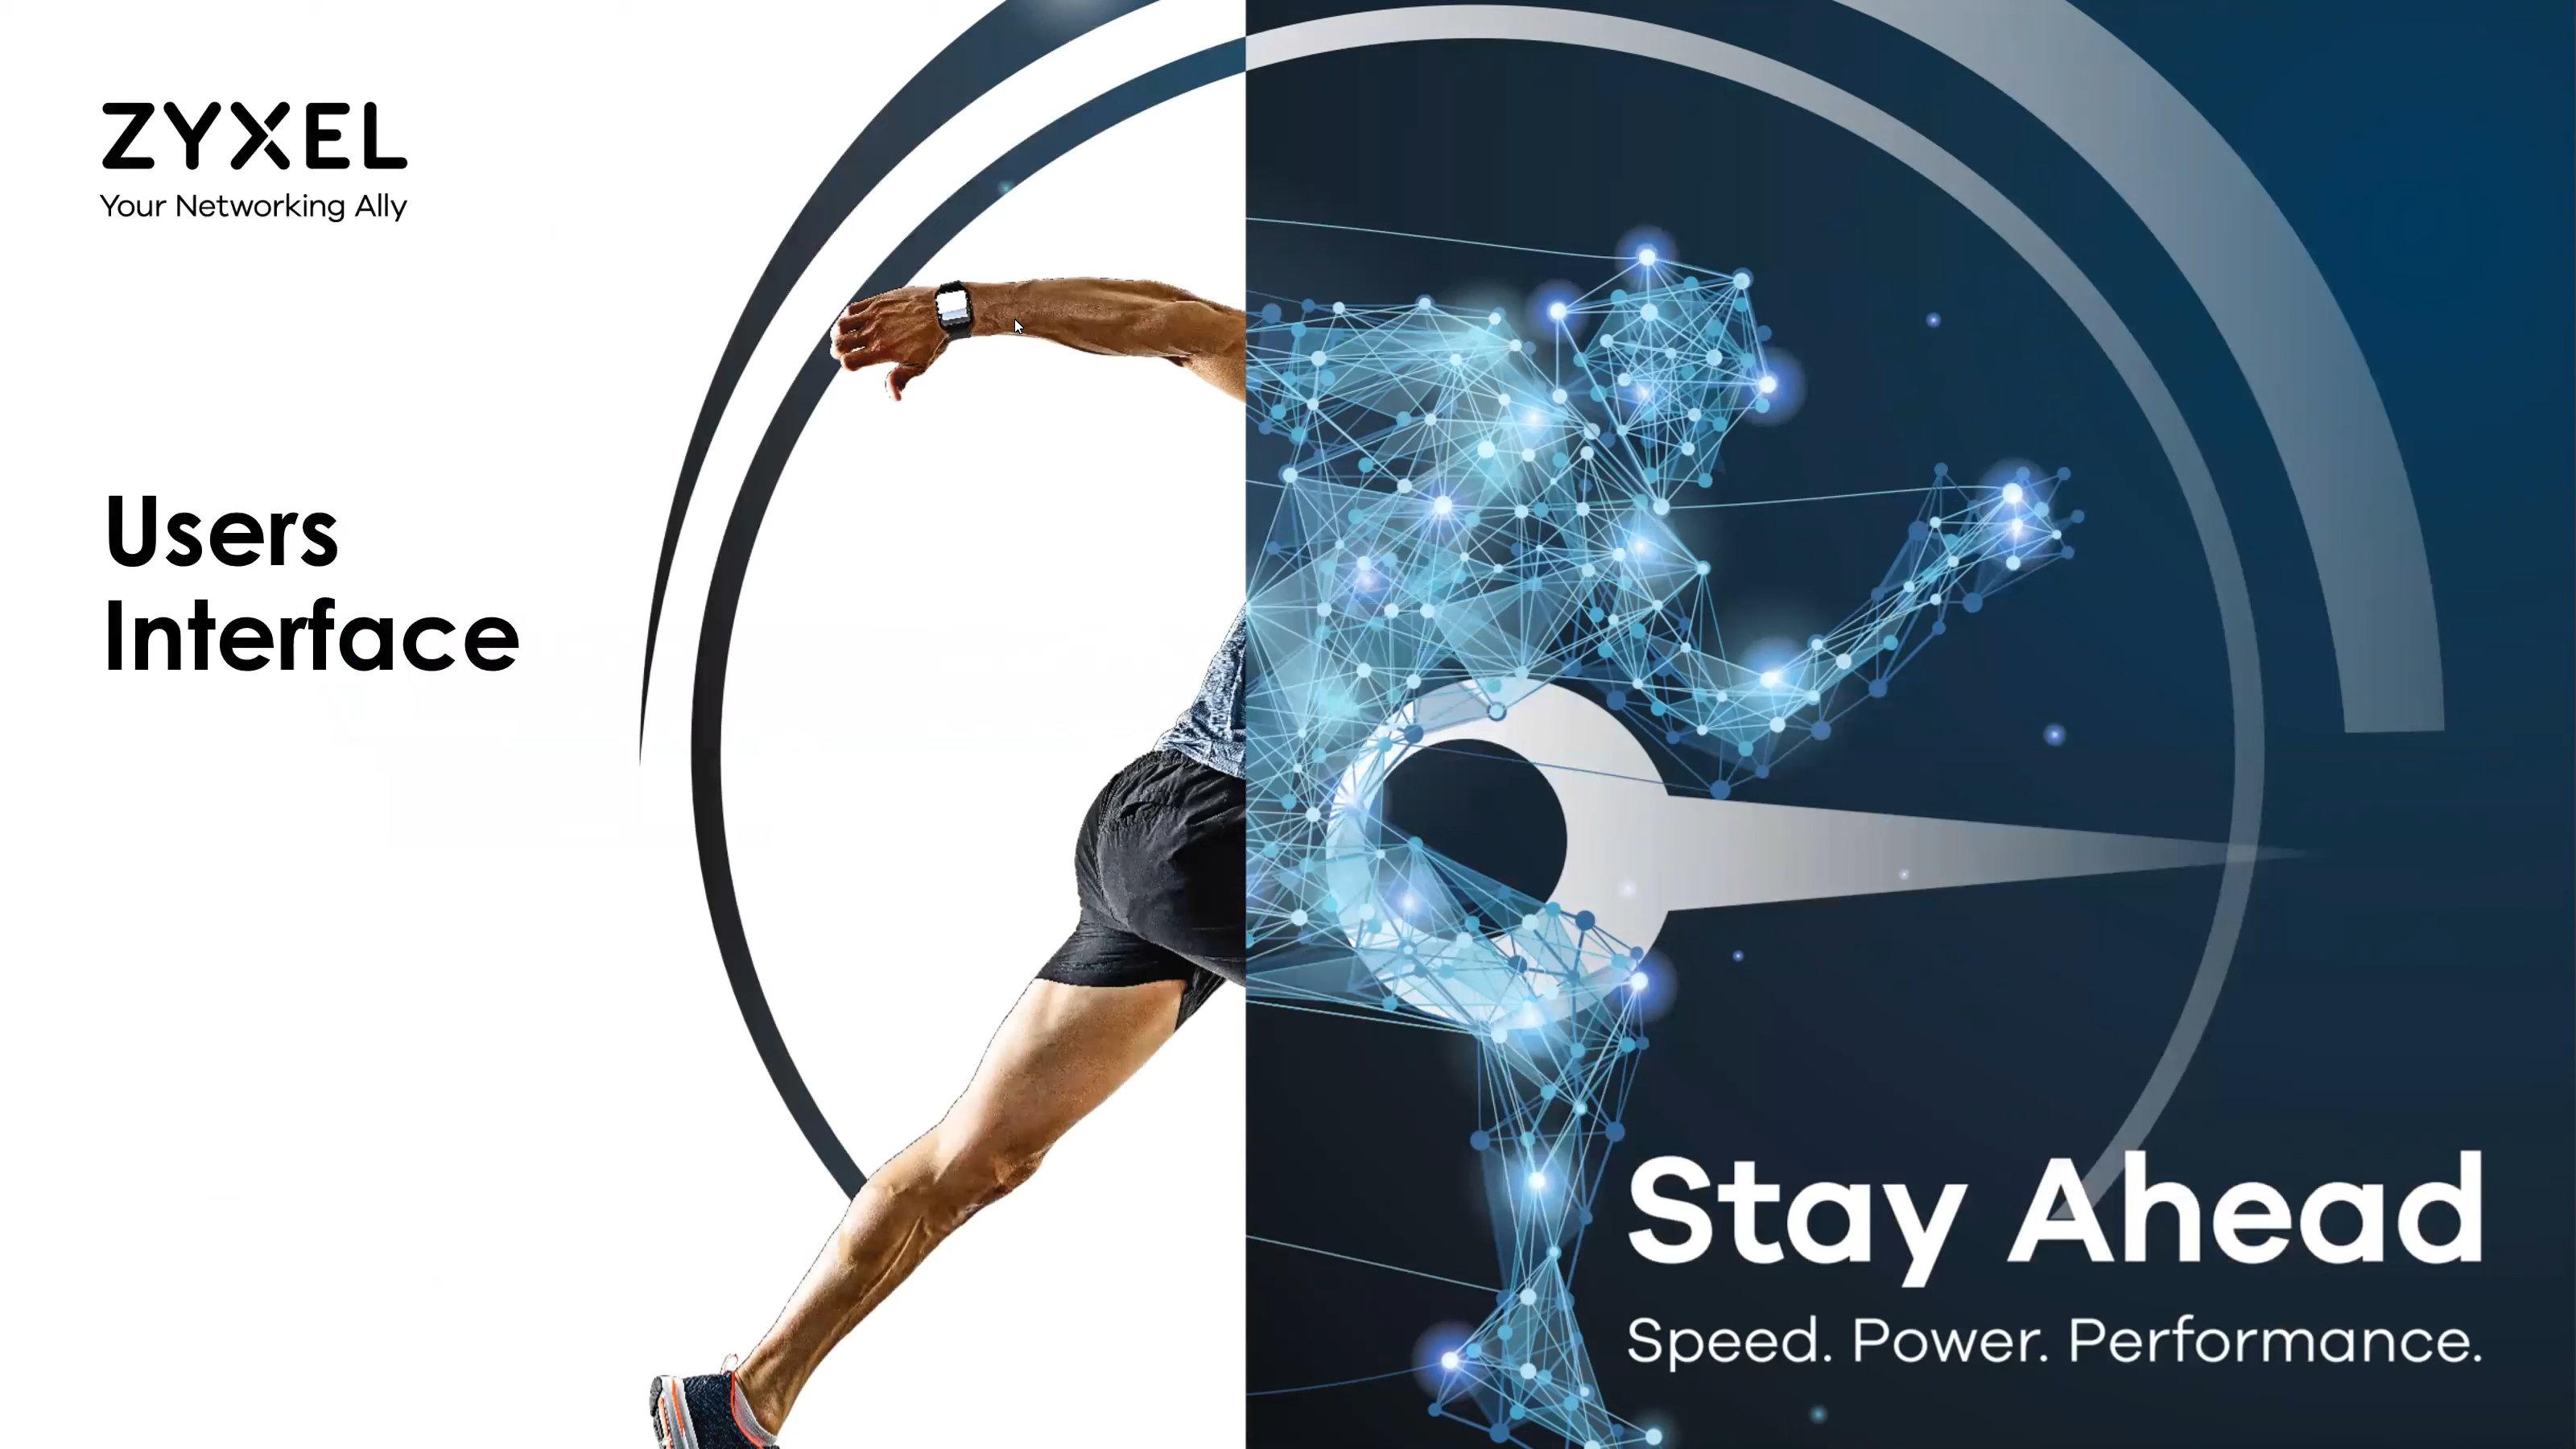 ZYXEL
Your Networking Ally
Users
Interface
Stay Ahead
Speed. Power. Performance.